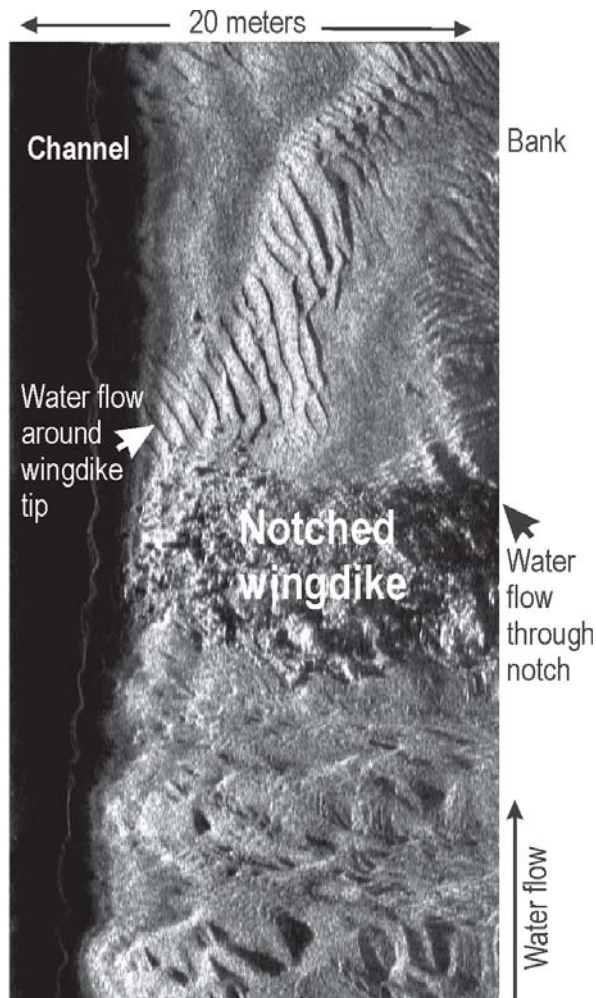 20 meters
Channel
Bank
Water flow
around
wingdike
tip
Notched
wingdike
Water
flow
through
notch
Water flow